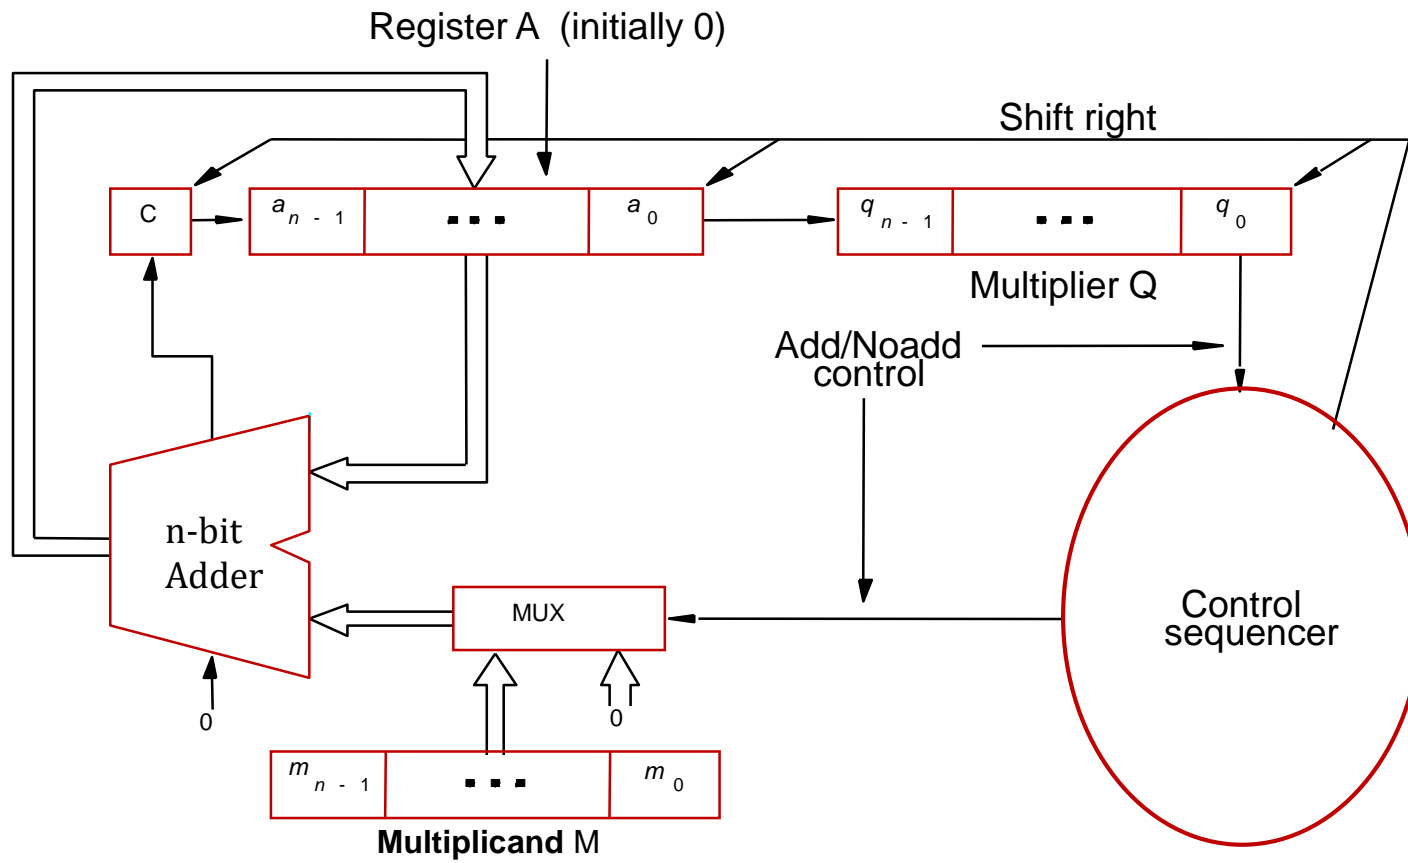 Register A (initially 0)
Shift right
C
a n - 1 ▪▪▪ a 0
q n - 1 ▪▪▪ q 0
Multiplier Q
Add/Noadd
control
n-bit
Adder
MUX
Control
sequencer
0
0
m n - 1 ▪▪▪ m 0
Multiplicand M